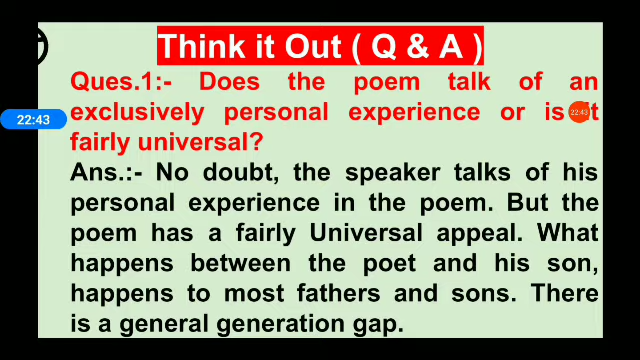 Think it Out ( Q & A )
Ques.1:- Does the poem talk of an
exclusively personal experience or is it
fairly universal?
Ans.:- No doubt, the speaker talks of his
personal experience in the poem. But the
poem has a fairly Universal appeal. What
happens between the poet and his son,
happens to most fathers and sons. There
is a general generation gap.
22:43
22:43